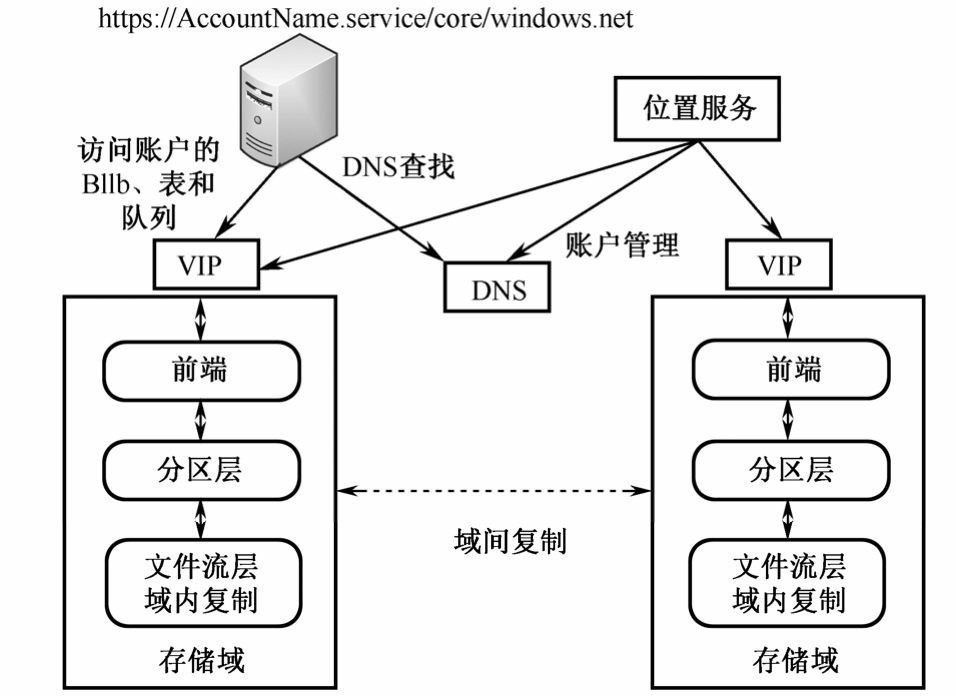 https://AccountName.service/core/windows.net
位置服务
访问账户的
Bllb、表和
队列
DNS查找
账户管理
VIP
DNS
VIP
前端
分区层
文件流层
域内复制
存储域
域间复制
前端
分区层
文件流层
域内复制
存储域